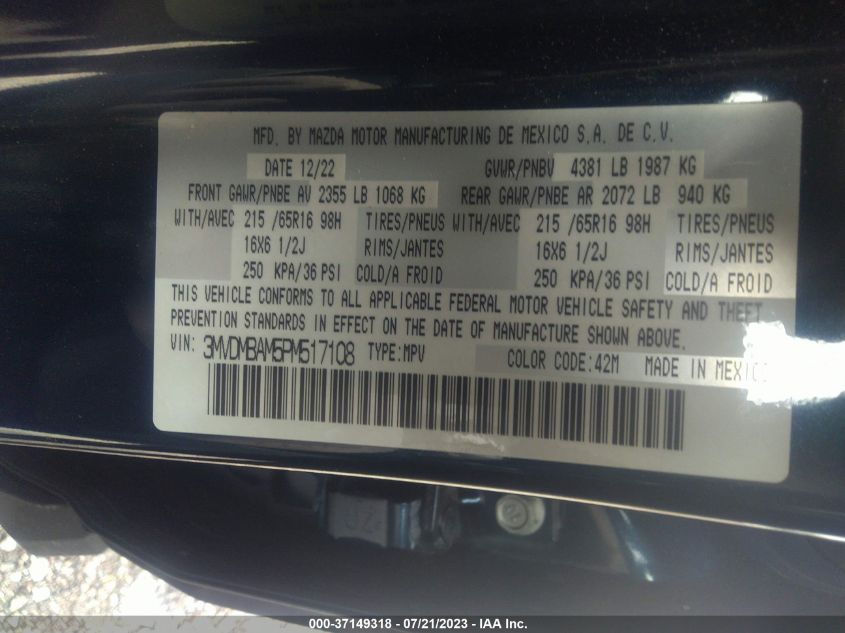 MFD. BY MAZDA MOTOR MANUFACTURING DE MEXICO S.A. DE C.V.
DATE 12/22 GVWR/PNBV 4381 LB 1987 KG
FRONT GAWR/PNBE AV 2355 LB 1068 KG REAR GAWR/PNBE AR 2072 LB 940 KG
WITH/AVEC 215 /65R16 98H TIRES/PNEUS WITH/AVEC 215 /65R16 98H TIRES/PNEUS
16X6 1/2J RIMS/JANTES 16X6 1/2J RIMS/JANTES
250 KPA/36 PSI COLD/A FROID 250 KPA/36 PSI COLD/A FROID
THIS VEHICLE CONFORMS TO ALL APPLICABLE FEDERAL MOTOR VEHICLE SAFETY AND THEFT
PREVENTION STANDARDS IN EFFECT ON THE DATE OF MANUFACTURE SHOWN ABOVE.
VIN: 3MVDMBAM5PM517108 TYPE:MPV COLOR CODE:42M MADE IN MEXICO
000-37149318 - 07/21/2023 - IAA Inc.